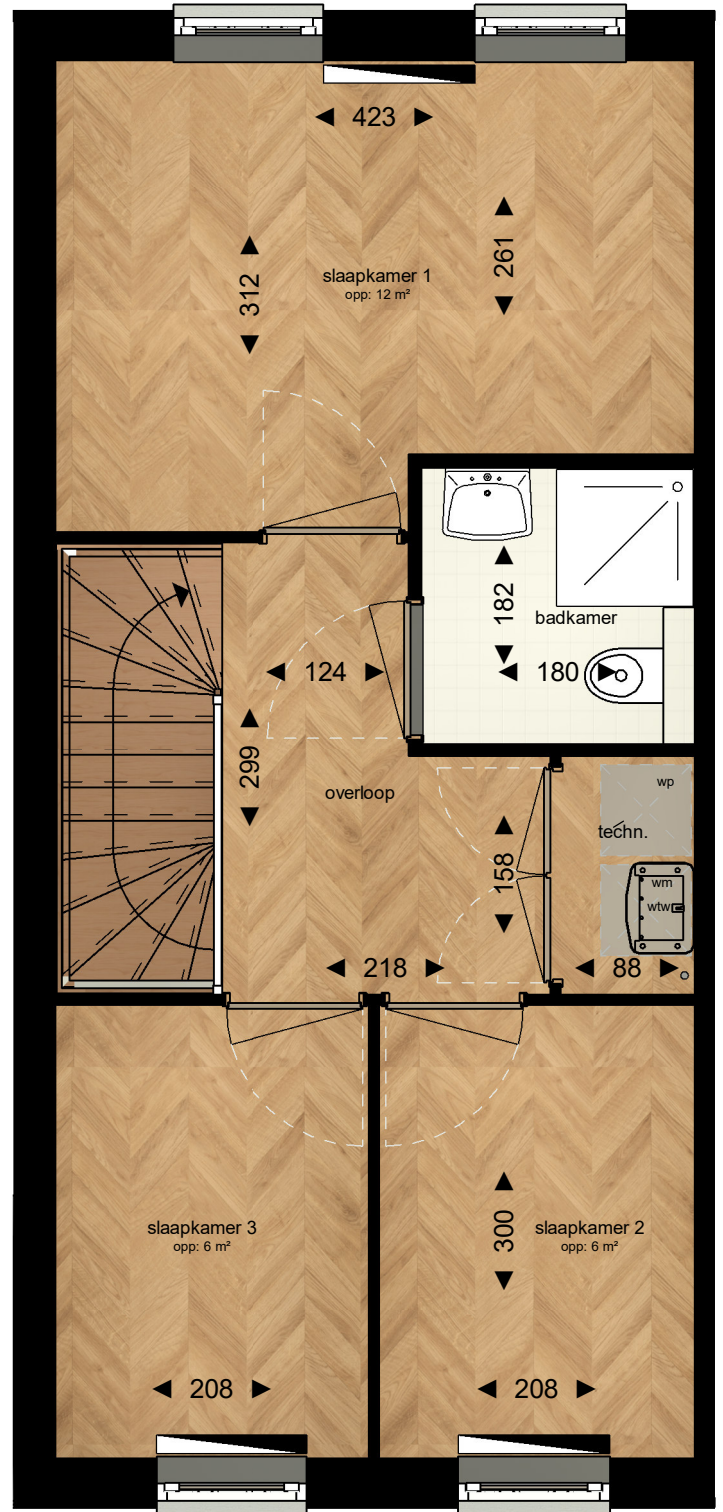 423
261
312
slaapkamer 1
opp: 12 m²
182
badkamer
124
180
299
overloop
wp
techn.
158
wm
wtw
218
88
300
slaapkamer 3
opp: 6 m²
slaapkamer 2
opp: 6 m²
208
208